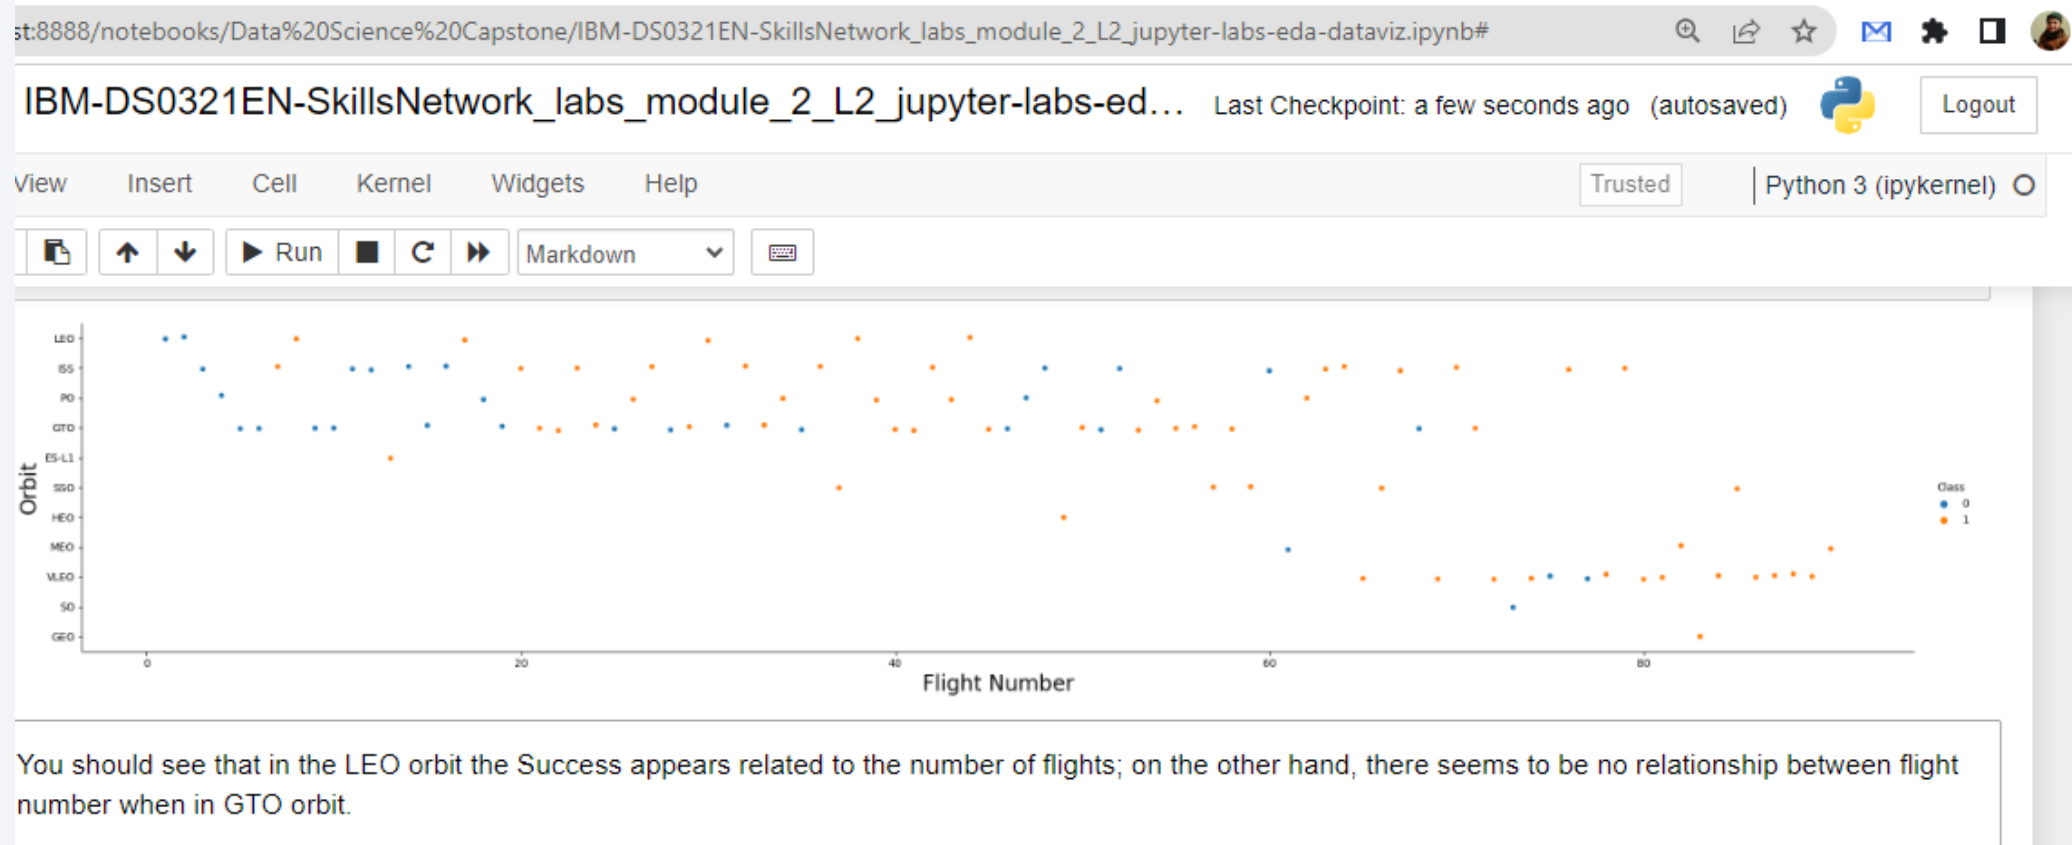 st:8888/notebooks/Data%20Science%20Capstone/IBM-DS0321EN-SkillsNetwork_labs_module_2_L2_jupyter-labs-eda-dataviz.ipynb#
IBM-DS0321EN-SkillsNetwork_labs_module_2_L2_jupyter-labs-ed... Last Checkpoint: a few seconds ago (autosaved) Logout
View Insert Cell Kernel Widgets Help Trusted Python 3 (ipykernel)
Run Markdown
LEO
ISS
PO
GTO
ES-L1
SSO
HEO
MEO
VLEO
SO
GEO
Orbit
0 20 40 60 80
Flight Number
Class
0
1
You should see that in the LEO orbit the Success appears related to the number of flights; on the other hand, there seems to be no relationship between flight
number when in GTO orbit.